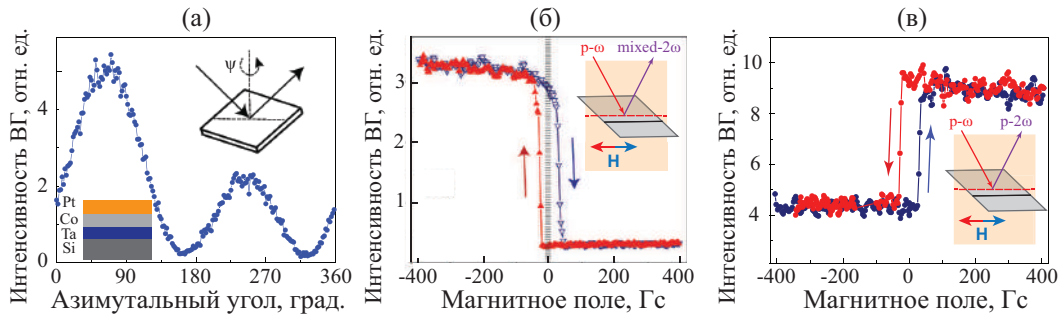 (а)
Интенсивность ВГ, отн. ед.
4
2
0
ψ
Pt
Co
Ta
Si
0 90 180 270 360
Азимутальный угол, град.
(б)
Интенсивность ВГ, отн. ед.
3
2
1
p-ω mixed-2ω
H
-400 -200 0 200 400
Магнитное поле, Гс
(в)
Интенсивность ВГ, отн. ед.
10
8
6
4
p-ω p-2ω
H
-400 -200 0 200 400
Магнитное поле, Гс